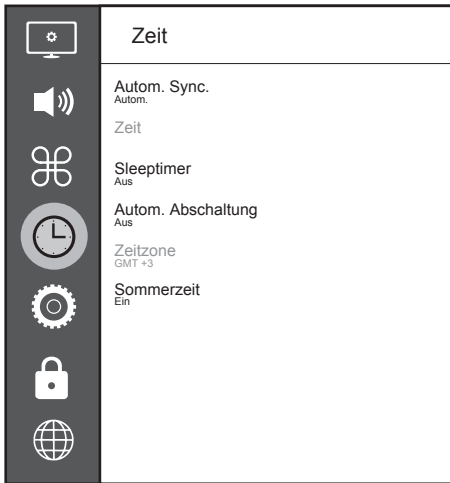 Zeit
Autom. Sync.
Autom.
Zeit
Sleeptimer
Aus
Autom. Abschaltung
Aus
Zeitzone
GMT +3
Sommerzeit
Ein